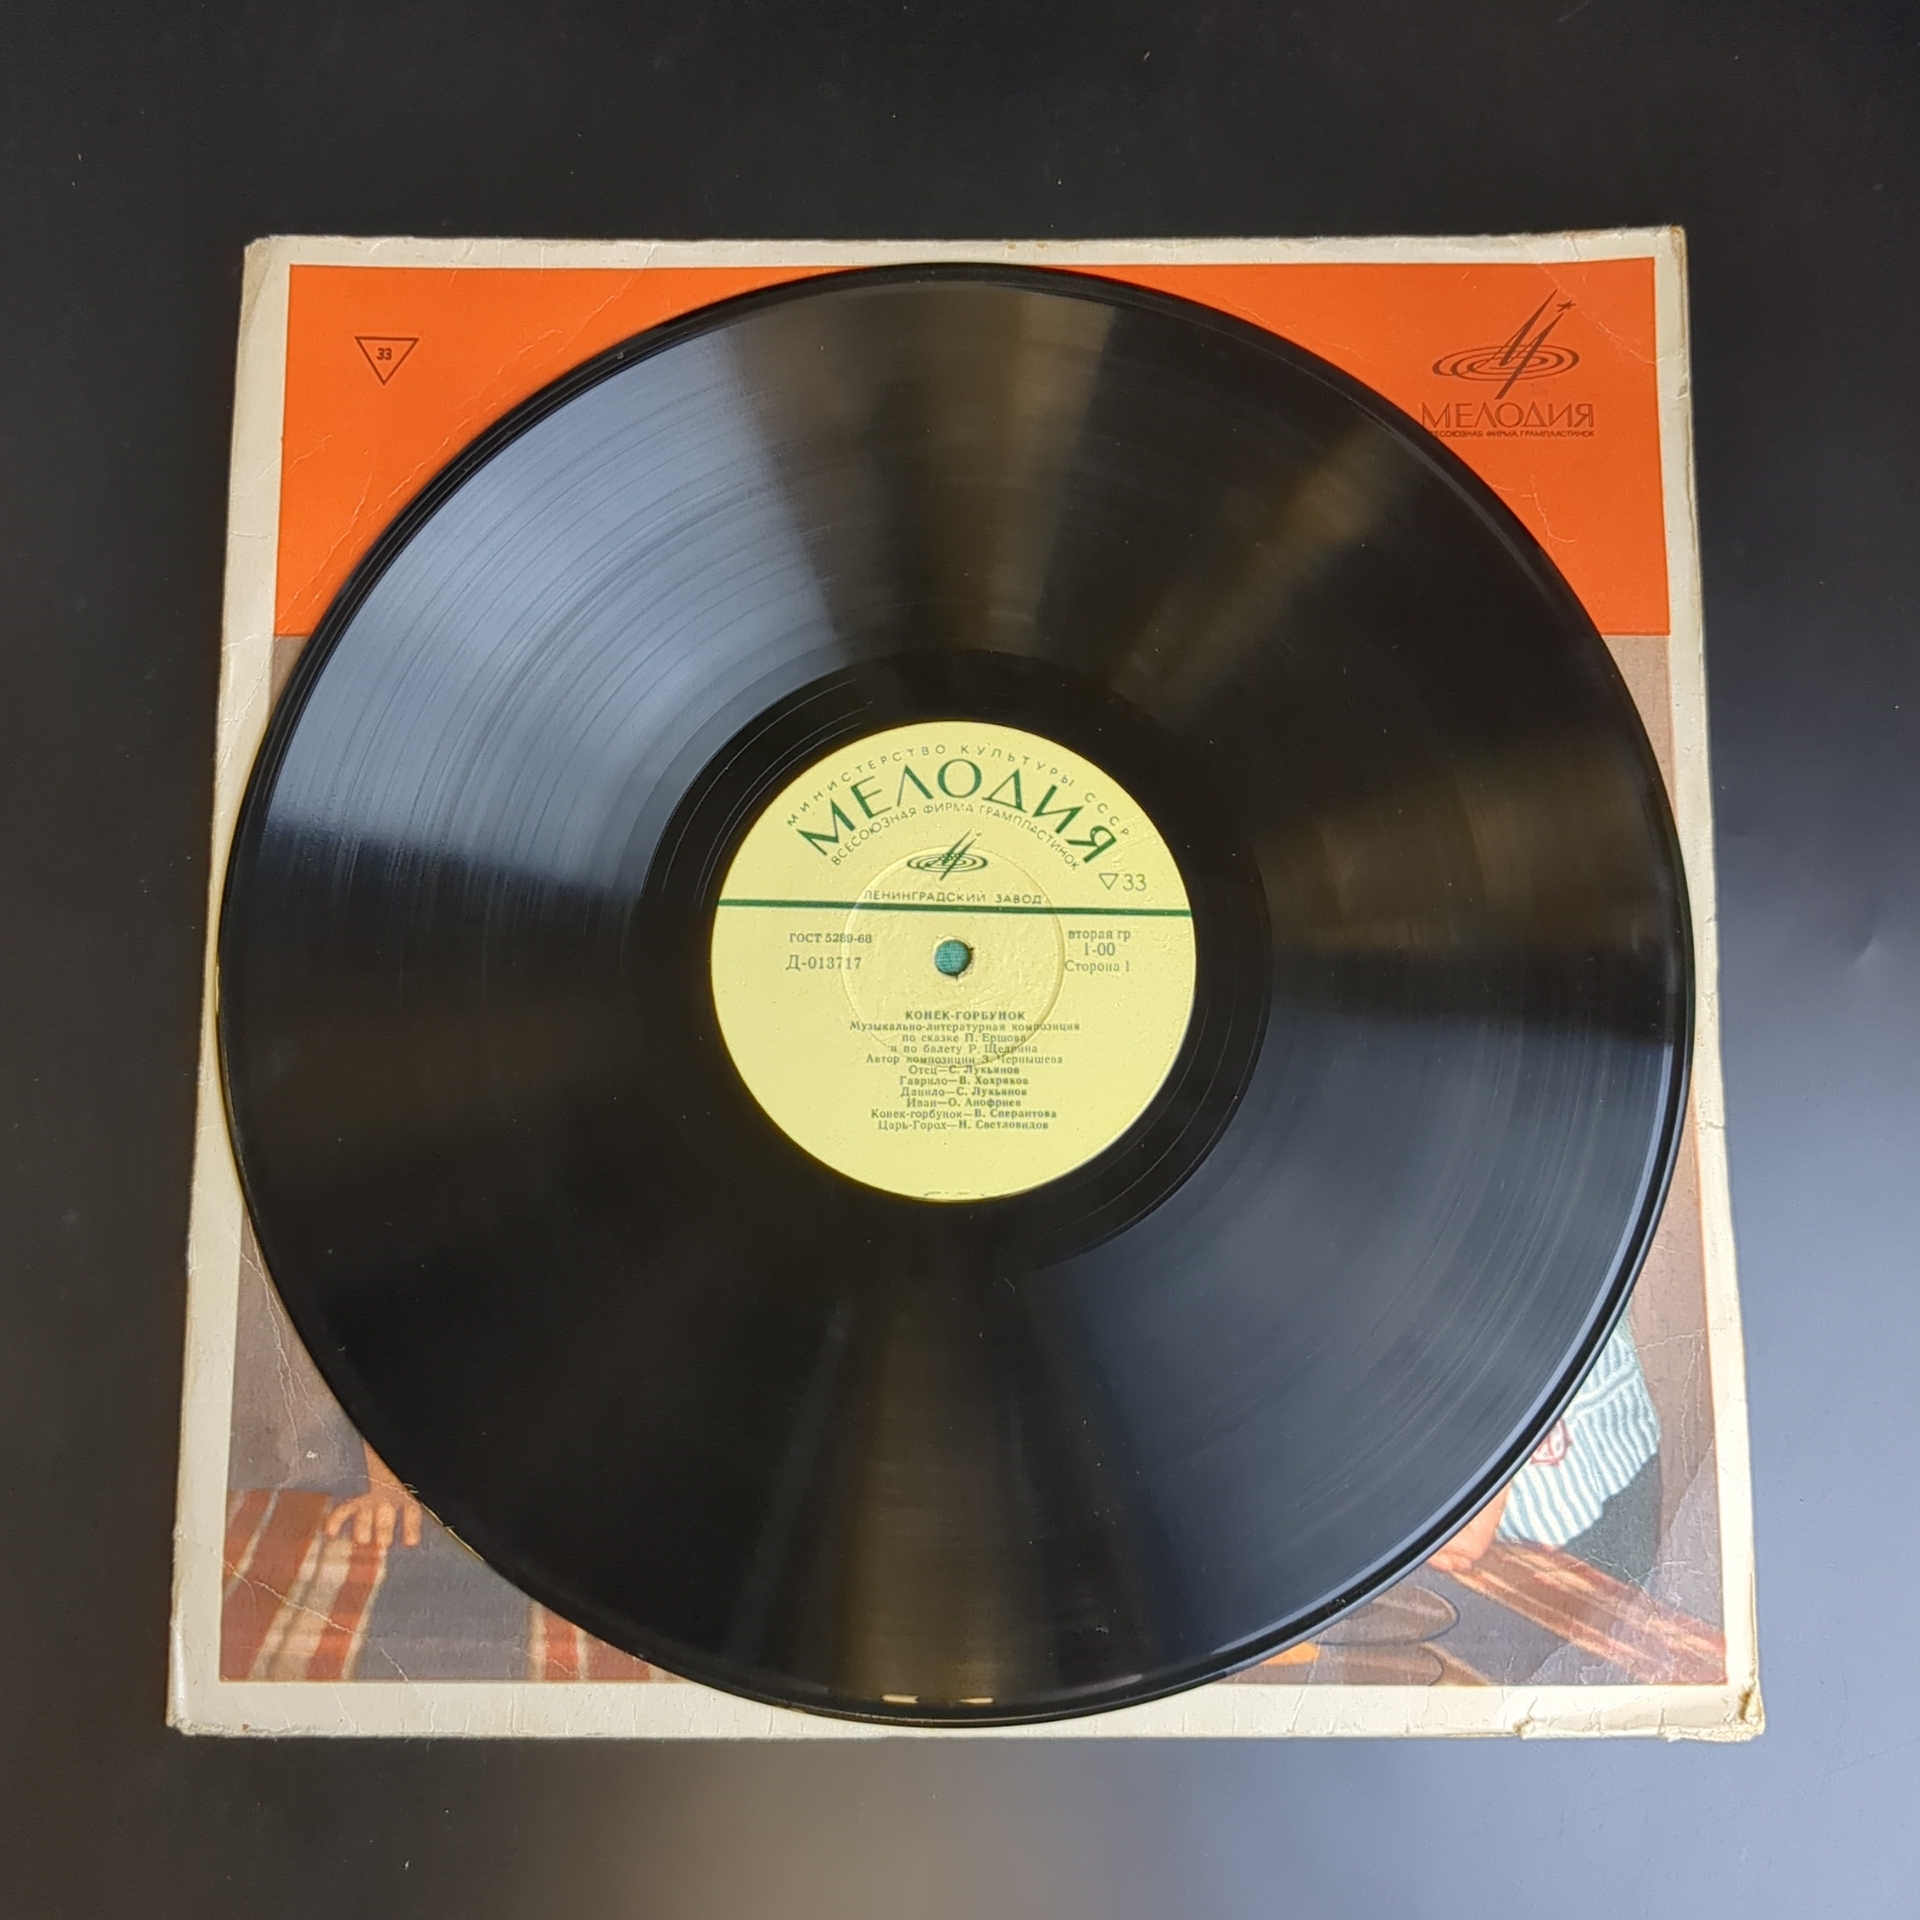 33
МЕЛОДИЯ
ФИРМА ГРАМПЛАСТИНОК
МИНИСТЕРСТВО КУЛЬТУРЫ СССР
МЕЛОДИЯ
ВСЕСОЮЗНАЯ ФИРМА ГРАМПЛАСТИНОК
33
ЛЕНИНГРАДСКИЙ ЗАВОД
ГОСТ 5289-68
вторая гр
Д-013717
1-00
Сторона 1
КОНЕК-ГОРБУНОК
Музыкально-литературная композиция
по сказке П. Ершова
и по балету Р. Щедрина
Автор композиции З. Чернышева
Отец—С. Лукьянов
Гаврило—В. Хохряков
Данило—С. Лукьянов
Иван—О. Анофриев
Конек-горбунок—В. Сперантова
Царь-Горох—Н. Светловидов